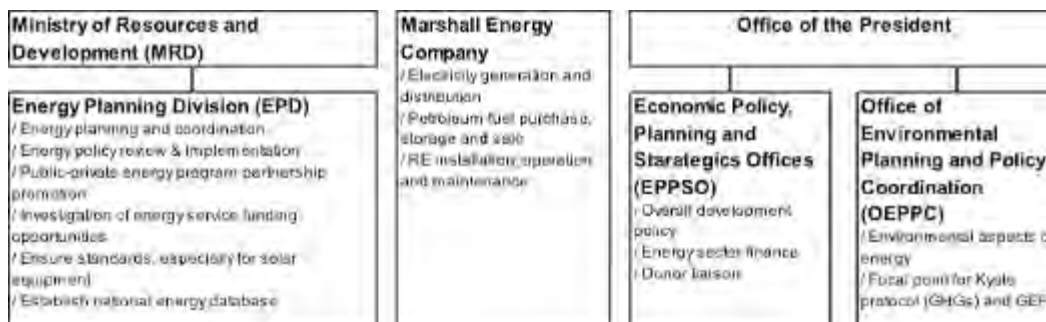 Ministry of Resources and
Development (MRD)
Energy Planning Division (EPD)
/ Energy planning and coordination
/ Energy policy review & Implementation
/ Public-private energy program partnership
promotion
/ Investigation of energy service funding
opportunities
/ Ensure standards, especially for solar
equipment
/ Establish national energy database
Marshall Energy
Company
/ Electricity generation and
distribution
/ Petroleum fuel purchase,
storage and sale
/ RE installation, operation
and maintenance
Office of the President
Economic Policy,
Planning and
Starategics Offices
(EPPSO)
/ Overall development
policy
/ Energy sector finance
/ Donor liaison
Office of
Environmental
Planning and Policy
Coordination
(OEPPC)
/ Environmental aspects o
energy
/ Focal point for Kyoto
protocol (GHGs) and GEF